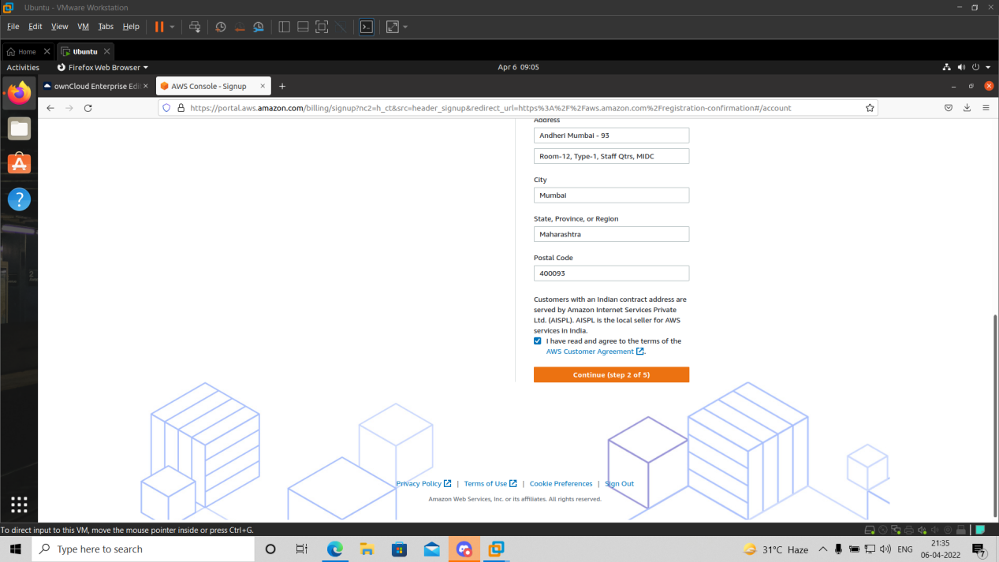 Ubuntu - VMware Workstation
File Edit View VM Tabs Help
Home Ubuntu
Activities Firefox Web Browser Apr 6 09:05
ownCloud Enterprise Edi AWS Console - Signup
https://portal.aws.amazon.com/billing/signup?nc2=h_ct&src=header_signup&redirect_url=https%3A%2F%2Faws.amazon.com%2Fregistration-confirmation#/account
Address
Andheri Mumbai - 93
Room-12, Type-1, Staff Qtrs, MIDC
City
Mumbai
State, Province, or Region
Maharashtra
Postal Code
400093
Customers with an Indian contract address are
served by Amazon Internet Services Private
Ltd. (AISPL). AISPL is the local seller for AWS
services in India.
I have read and agree to the terms of the
AWS Customer Agreement.
Continue (step 2 of 5)
Privacy Policy | Terms of Use | Cookie Preferences | Sign Out
Amazon Web Services, Inc. or its affiliates. All rights reserved.
To direct input to this VM, move the mouse pointer inside or press Ctrl+G.
Type here to search
31°C Haze
ENG
21:35
06-04-2022
7